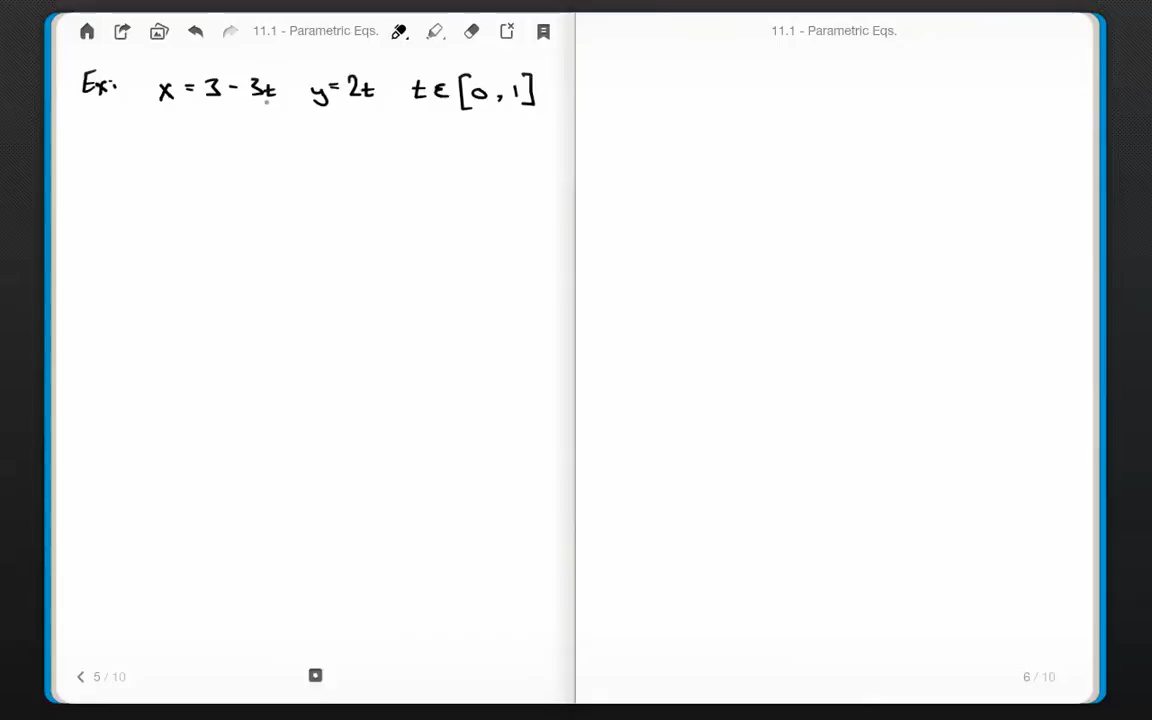 11.1 - Parametric Eqs.
11.1 - Parametric Eqs.
Ex: x = 3 - 3t y = 2t t ∈ [0, 1]
5 / 10
6 / 10